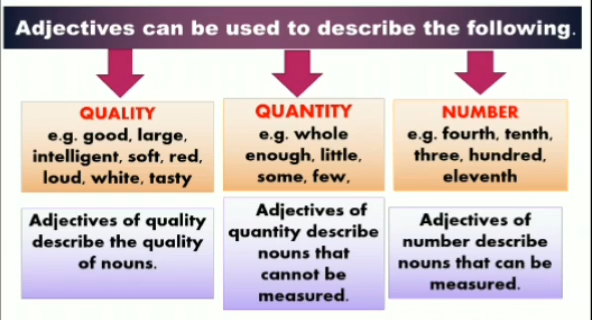 Adjectives can be used to describe the following.
QUALITY
e.g. good, large,
intelligent, soft, red,
loud, white, tasty
QUANTITY
e.g. whole
enough, little,
some, few,
NUMBER
e.g. fourth, tenth,
three, hundred,
eleventh
Adjectives of quality
describe the quality
of nouns.
Adjectives of
quantity describe
nouns that
cannot be
measured.
Adjectives of
number describe
nouns that can be
measured.